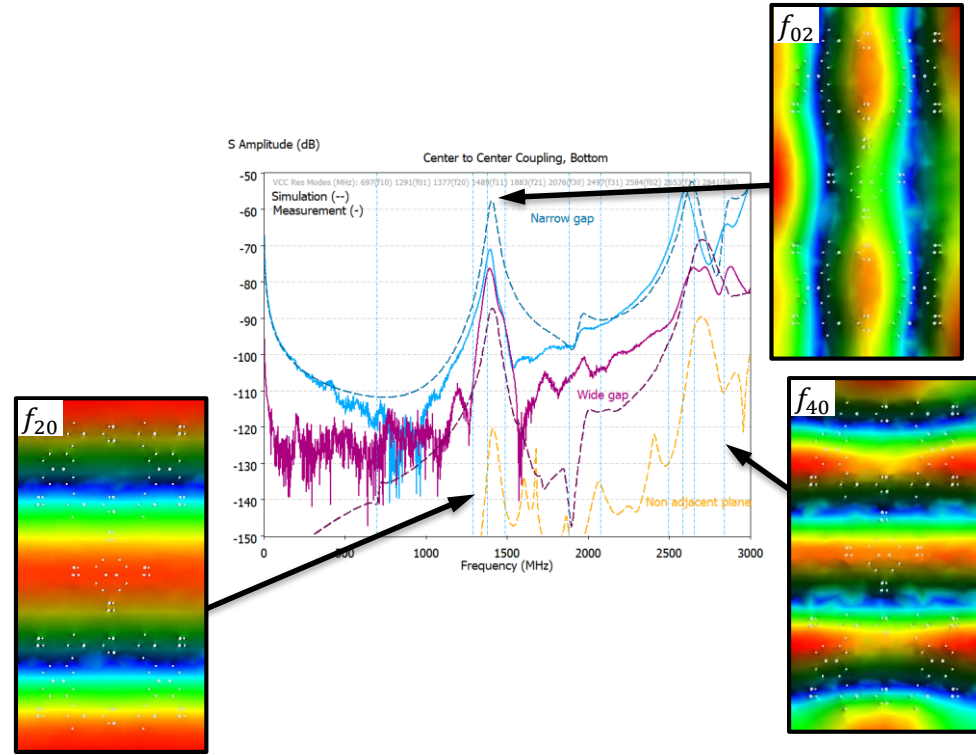 f02
S Amplitude (dB)
Center to Center Coupling, Bottom
-50
VCC Res Modes (MHz): 697(f10) 1291(f01) 1377(f20) 1489(f11) 1883(f21) 2076(f30) 2497(f31) 2584(f02) 2653(f12) 2841(f40)
Simulation (--)
Measurement (-)
Narrow gap
-60
-70
-80
-90
-100
-110
-120
-130
-140
-150
Wide gap
Non adjacent plane
0
500
1000
1500
2000
2500
3000
Frequency (MHz)
f20
f40